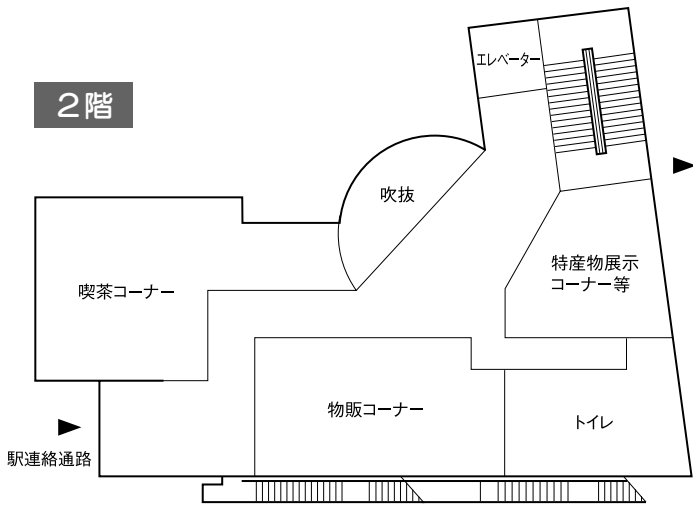 ２階
エレベーター
吹抜
特産物展示
コーナー等
喫茶コーナー
物販コーナー
トイレ
駅連絡通路